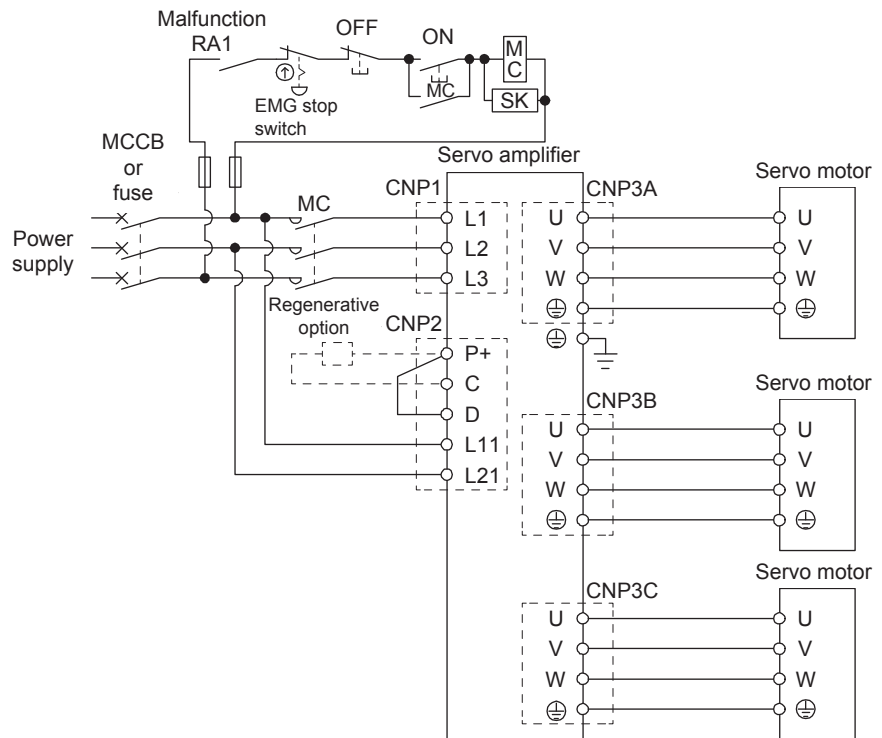 Malfunction
RA1
OFF
ON
M
C
MC
SK
EMG stop
switch
MCCB
or
fuse
Servo amplifier
Servo motor
CNP1
CNP3A
MC
Power
supply
L1
L2
L3
U
V
W
U
V
W
Regenerative
option
CNP2
P+
C
D
L11
L21
Servo motor
CNP3B
U
V
W
U
V
W
Servo motor
CNP3C
U
V
W
U
V
W